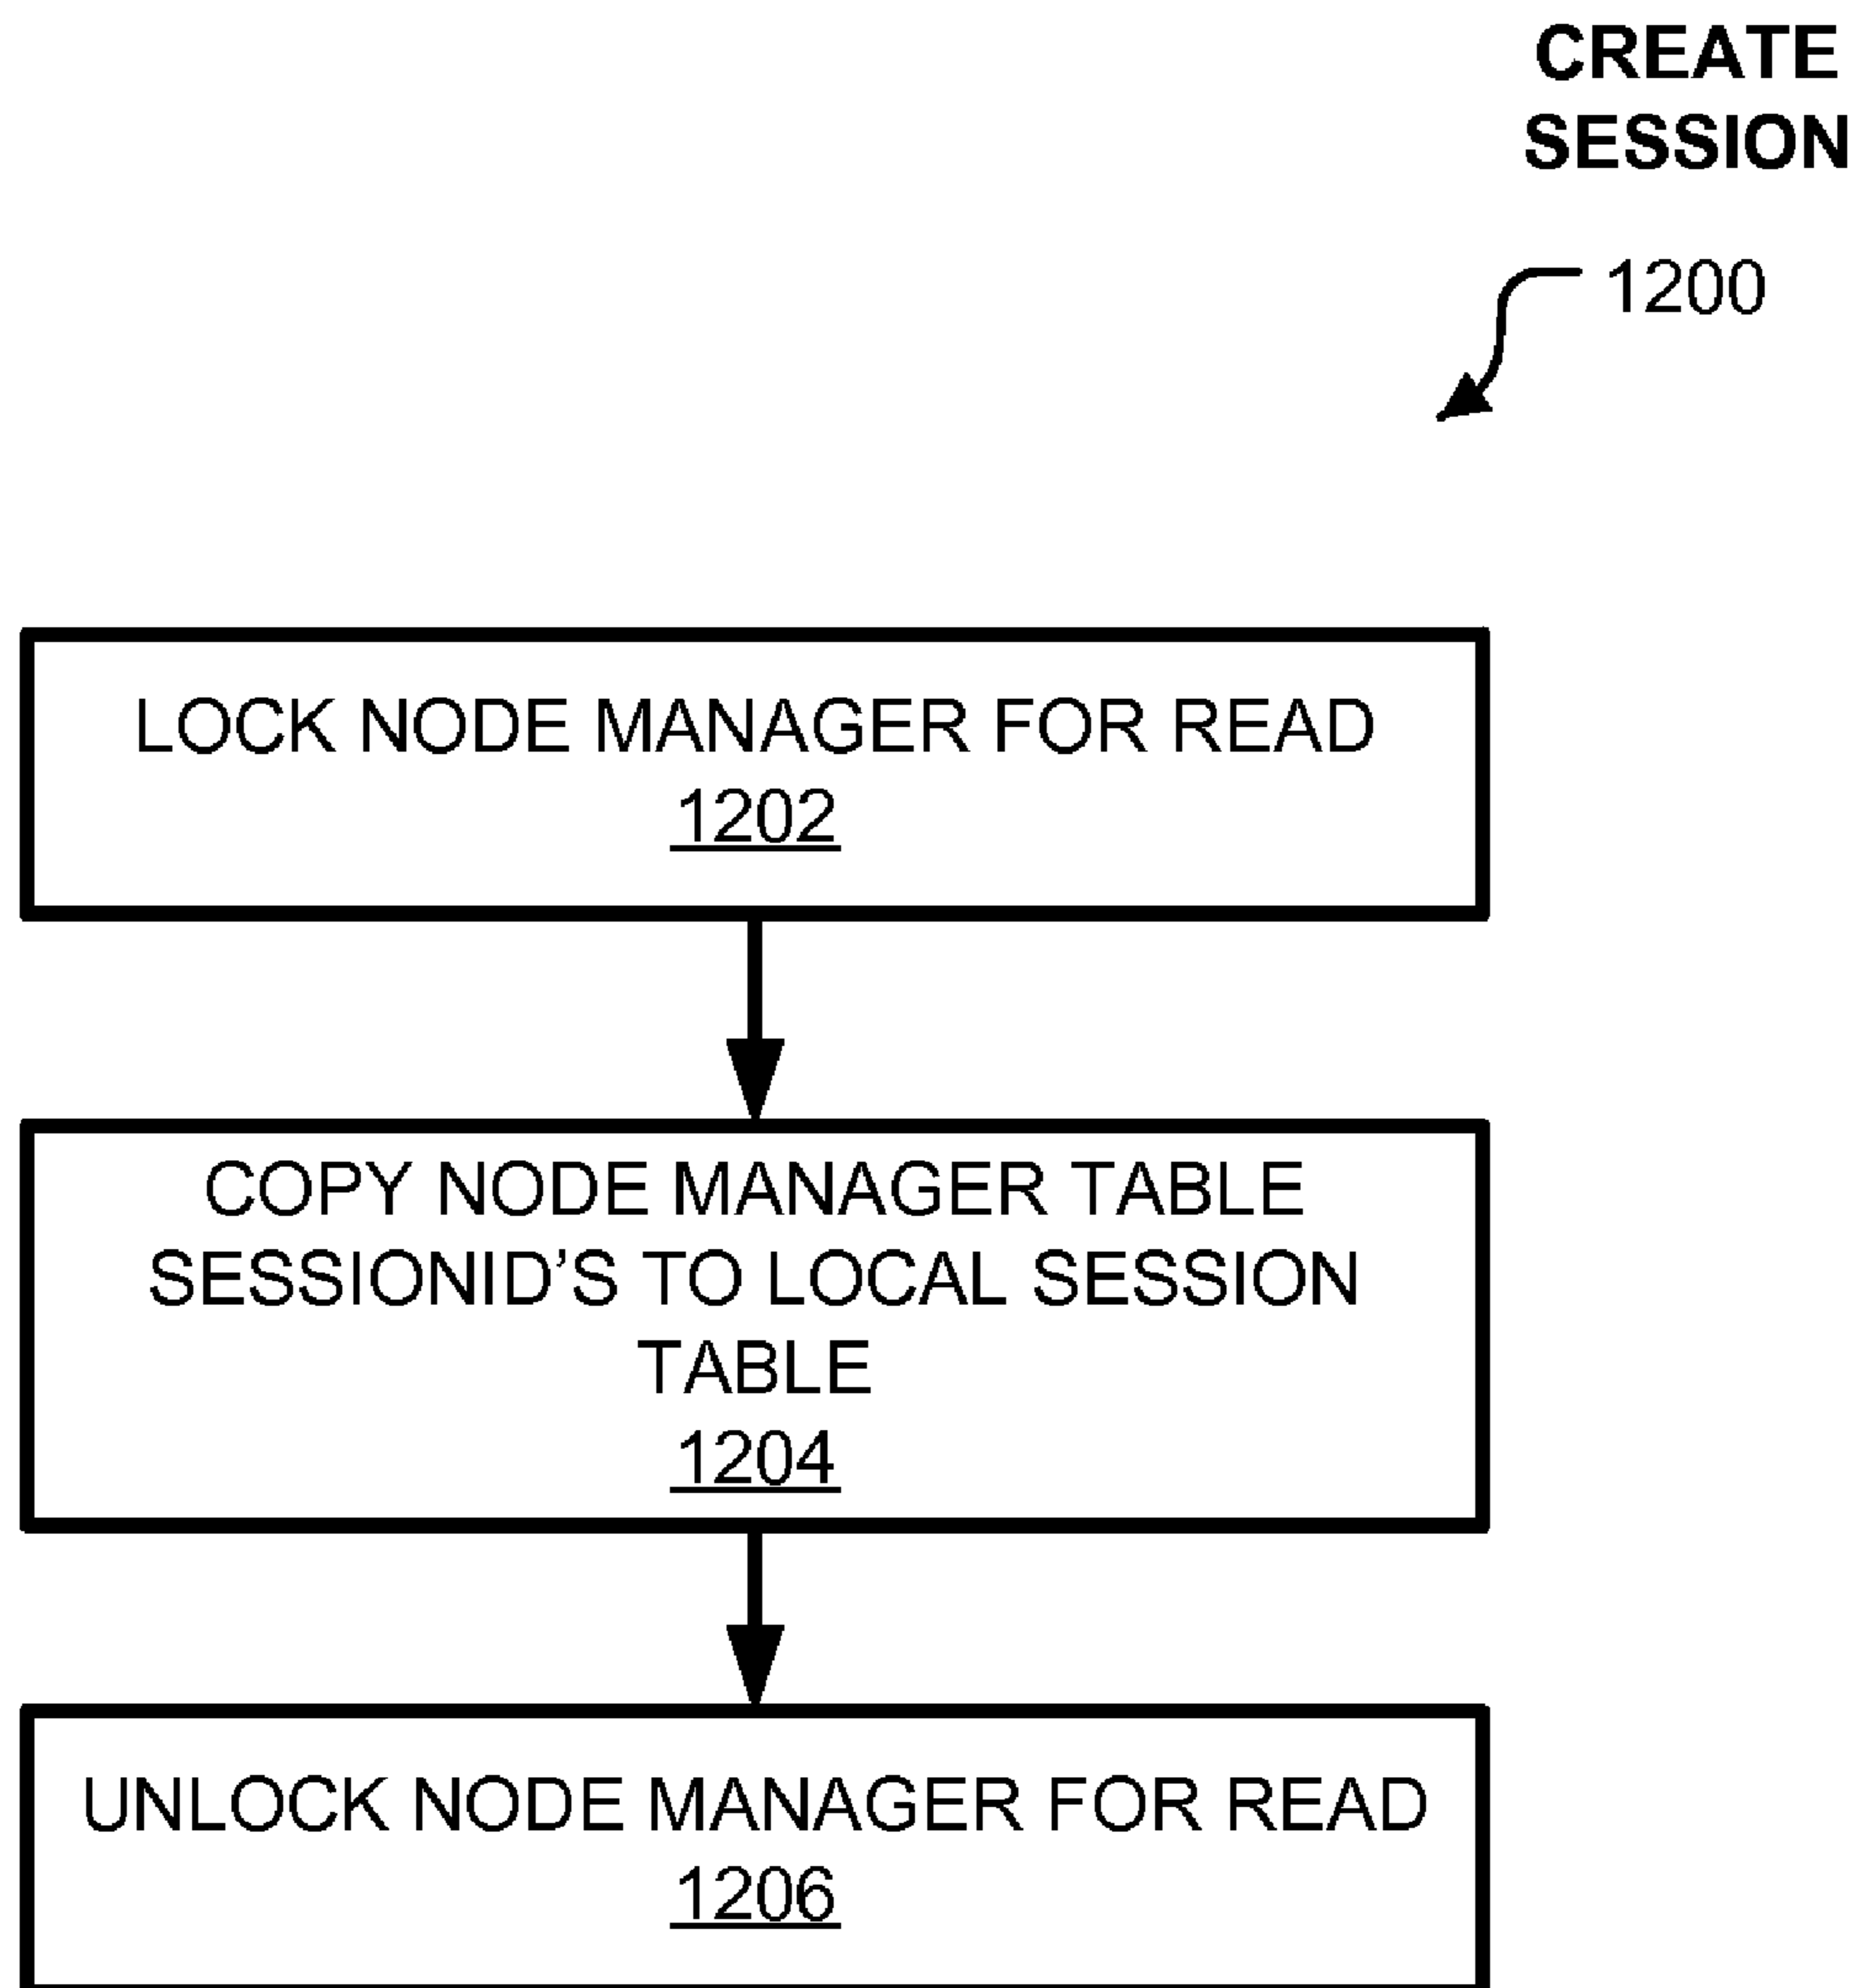 CREATE
SESSION
1200
LOCK NODE MANAGER FOR READ
1202
COPY NODE MANAGER TABLE
SESSIONID'S TO LOCAL SESSION
TABLE
1204
UNLOCK NODE MANAGER FOR READ
1206